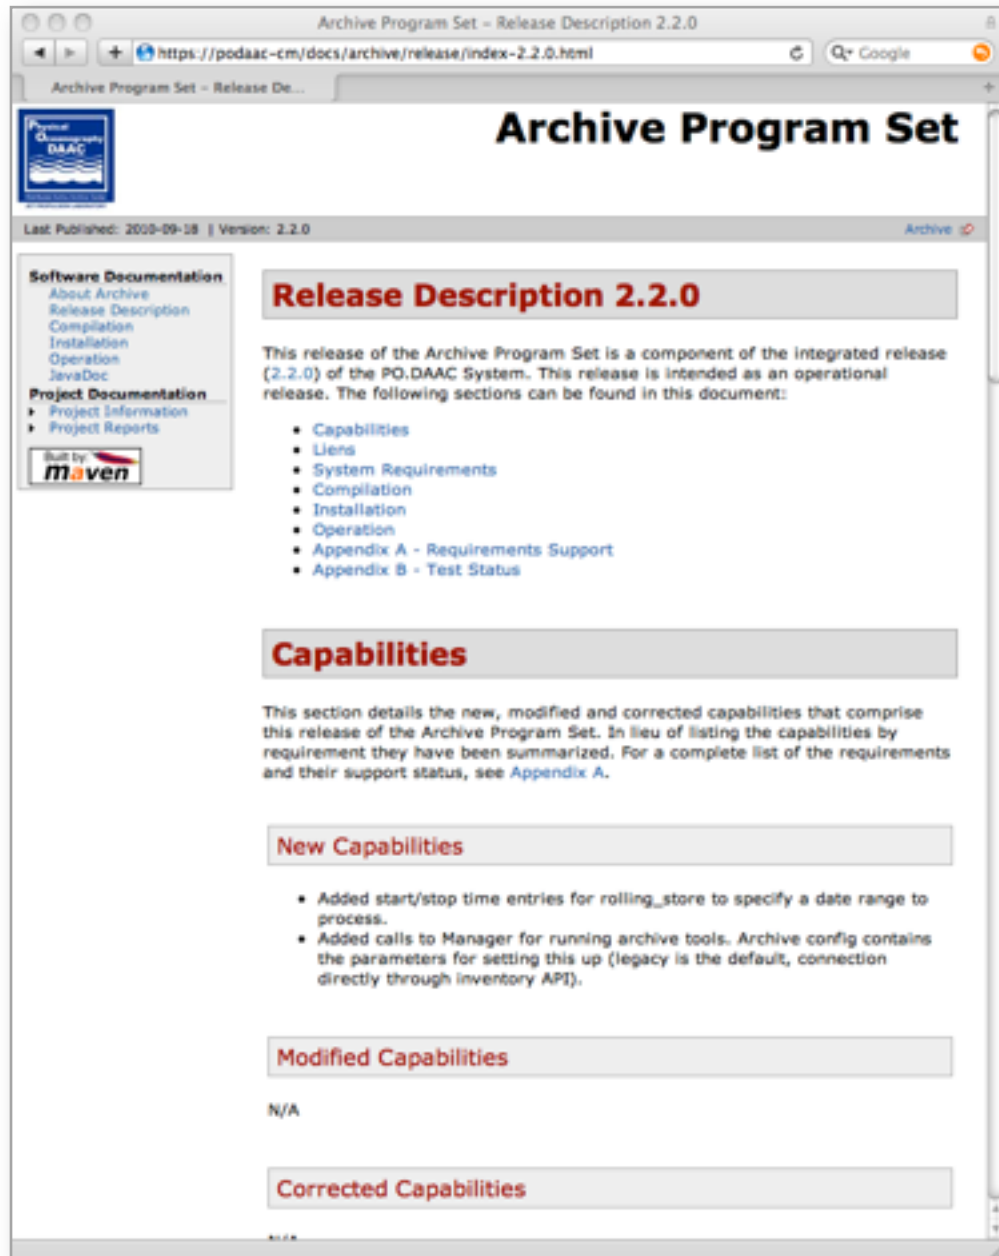 Archive Program Set – Release Description 2.2.0
https://podaac-cm/docs/archive/release/index-2.2.0.html
Google
Archive Program Set – Release De...
Physical
Oceanography
DAAC
Archive Program Set
Last Published: 2010-09-18 | Version: 2.2.0
Archive
Software Documentation
About Archive
Release Description
Compilation
Installation
Operation
JavaDoc
Project Documentation
Project Information
Project Reports
Built by:
maven
Release Description 2.2.0
This release of the Archive Program Set is a component of the integrated release
(2.2.0) of the PO.DAAC System. This release is intended as an operational
release. The following sections can be found in this document:
• Capabilities
• Liens
• System Requirements
• Compilation
• Installation
• Operation
• Appendix A - Requirements Support
• Appendix B - Test Status
Capabilities
This section details the new, modified and corrected capabilities that comprise
this release of the Archive Program Set. In lieu of listing the capabilities by
requirement they have been summarized. For a complete list of the requirements
and their support status, see Appendix A.
New Capabilities
• Added start/stop time entries for rolling_store to specify a date range to
process.
• Added calls to Manager for running archive tools. Archive config contains
the parameters for setting this up (legacy is the default, connection
directly through inventory API).
Modified Capabilities
N/A
Corrected Capabilities